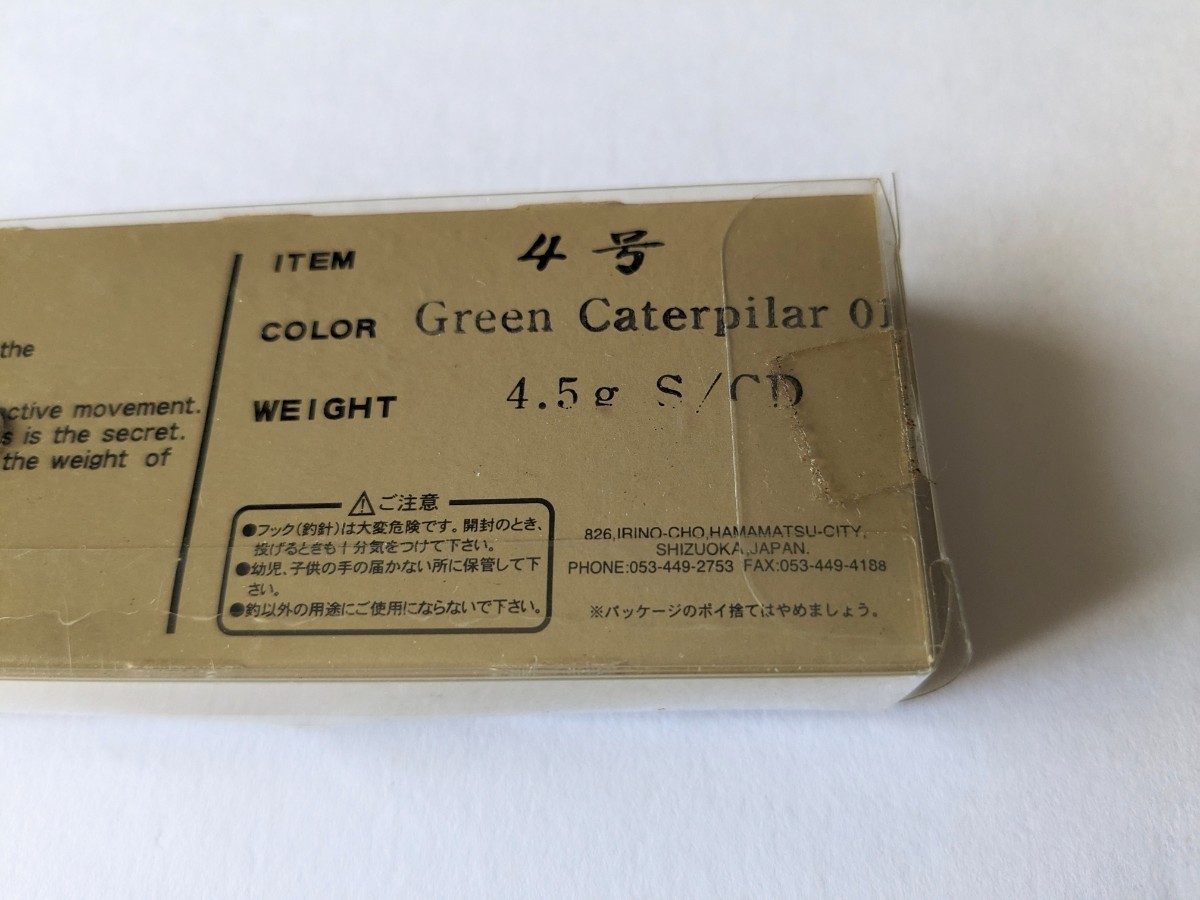 the
active movement.
s is the secret.
the weight of
ITEM 4号
COLOR Green Caterpilar
WEIGHT 4.5g S/CD
⚠ご注意
●フック(釣針)は大変危険です。開封のとき、
投げるときも十分気をつけて下さい。
●幼児、子供の手の届かない所に保管して下
さい。
●釣以外の用途にご使用にならないで下さい。
826,IRINO-CHO,HAMAMATSU-CITY,
SHIZUOKA,JAPAN.
PHONE:053-449-2753 FAX:053-449-4188
※パッケージのポイ捨てはやめましょう。